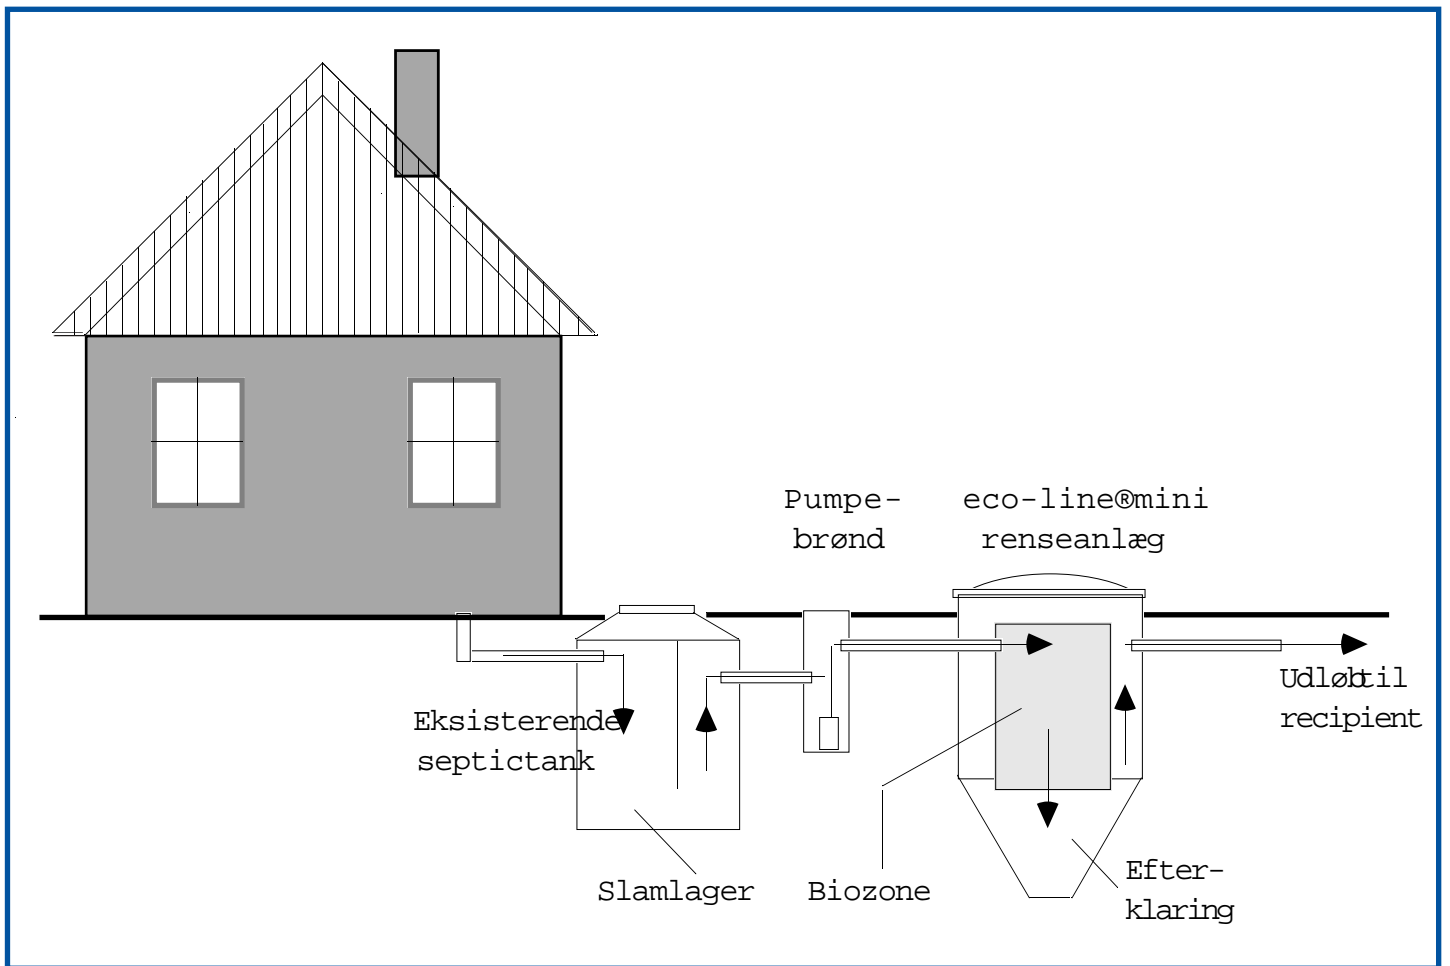 Pumpe-
brønd
eco-line®mini
renseanlæg
Eksisterende
septictank
Udløb til
recipient
Slamlager
Biozone
Efter-
klaring